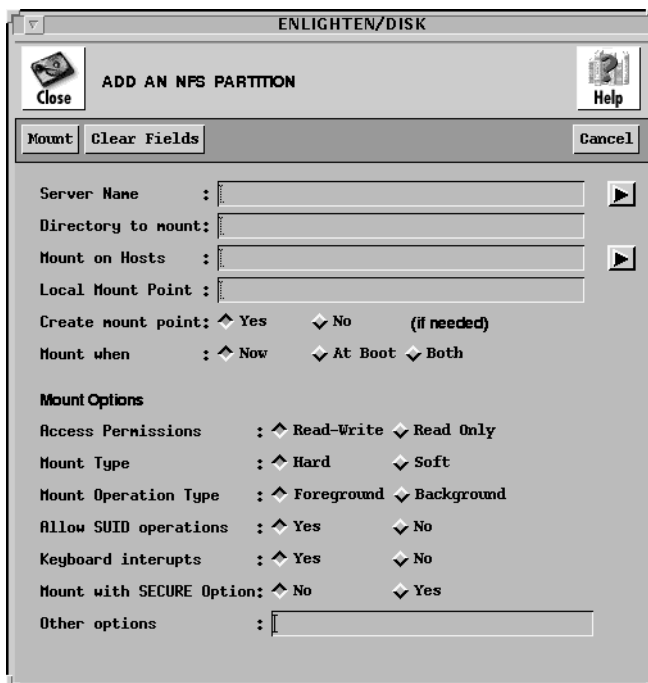 ENLIGHTEN/DISK
Close
ADD AN NFS PARTITION
Help
Mount Clear Fields Cancel
Server Name :
Directory to mount:
Mount on Hosts :
Local Mount Point :
Create mount point: Yes No (if needed)
Mount when : Now At Boot Both
Mount Options
Access Permissions : Read-Write Read Only
Mount Type : Hard Soft
Mount Operation Type : Foreground Background
Allow SUID operations : Yes No
Keyboard interupts : Yes No
Mount with SECURE Option: No Yes
Other options :